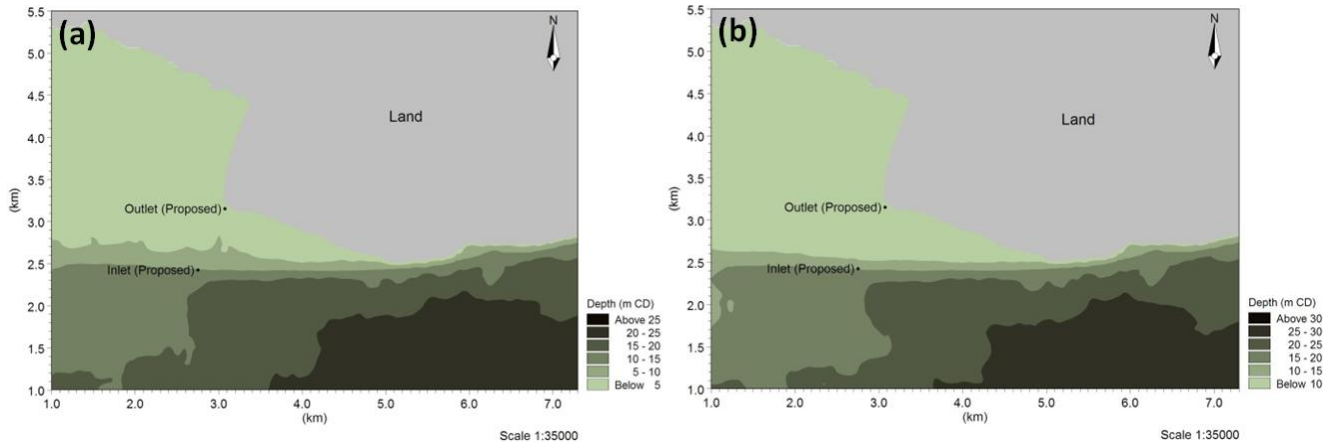 (a)
N
5.5
5.0
4.5
4.0
3.5
3.0
2.5
2.0
1.5
1.0
(km)
Land
Outlet (Proposed)
Inlet (Proposed)
Depth (m CD)
Above 25
20 - 25
15 - 20
10 - 15
5 - 10
Below 5
1.0 2.0 3.0 4.0 5.0 6.0 7.0
(km)
Scale 1:35000
(b)
N
5.5
5.0
4.5
4.0
3.5
3.0
2.5
2.0
1.5
1.0
(km)
Land
Outlet (Proposed)
Inlet (Proposed)
Depth (m CD)
Above 30
25 - 30
20 - 25
15 - 20
10 - 15
Below 10
1.0 2.0 3.0 4.0 5.0 6.0 7.0
(km)
Scale 1:35000